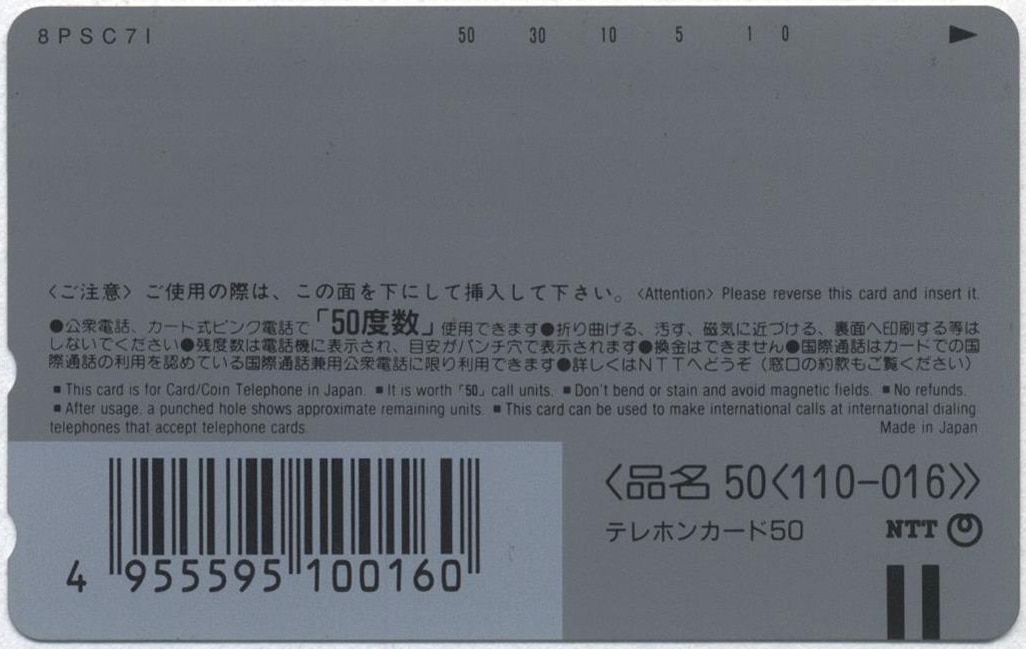 8PSC7I 50 30 10 5 1 0 ▶
〈ご注意〉ご使用の際は、この面を下にして挿入して下さい。〈Attention〉Please reverse this card and insert it.
●公衆電話、カード式ピンク電話で「50度数」使用できます●折り曲げる、汚す、磁気に近づける、裏面へ印刷する等は
しないでください●残度数は電話機に表示され、目安がパンチ穴で表示されます●換金はできません●国際通話はカードでの国
際通話の利用を認めている国際通話兼用公衆電話に限り利用できます●詳しくはNTTへどうぞ（窓口の約款もご覧ください）
■ This card is for Card/Coin Telephone in Japan. ■ It is worth「50」call units. ■ Don't bend or stain and avoid magnetic fields. ■ No refunds.
■ After usage, a punched hole shows approximate remaining units. ■ This card can be used to make international calls at international dialing
telephones that accept telephone cards.
Made in Japan
〈品名 50〈110-016〉〉
テレホンカード50
NTT
4 955595 100160